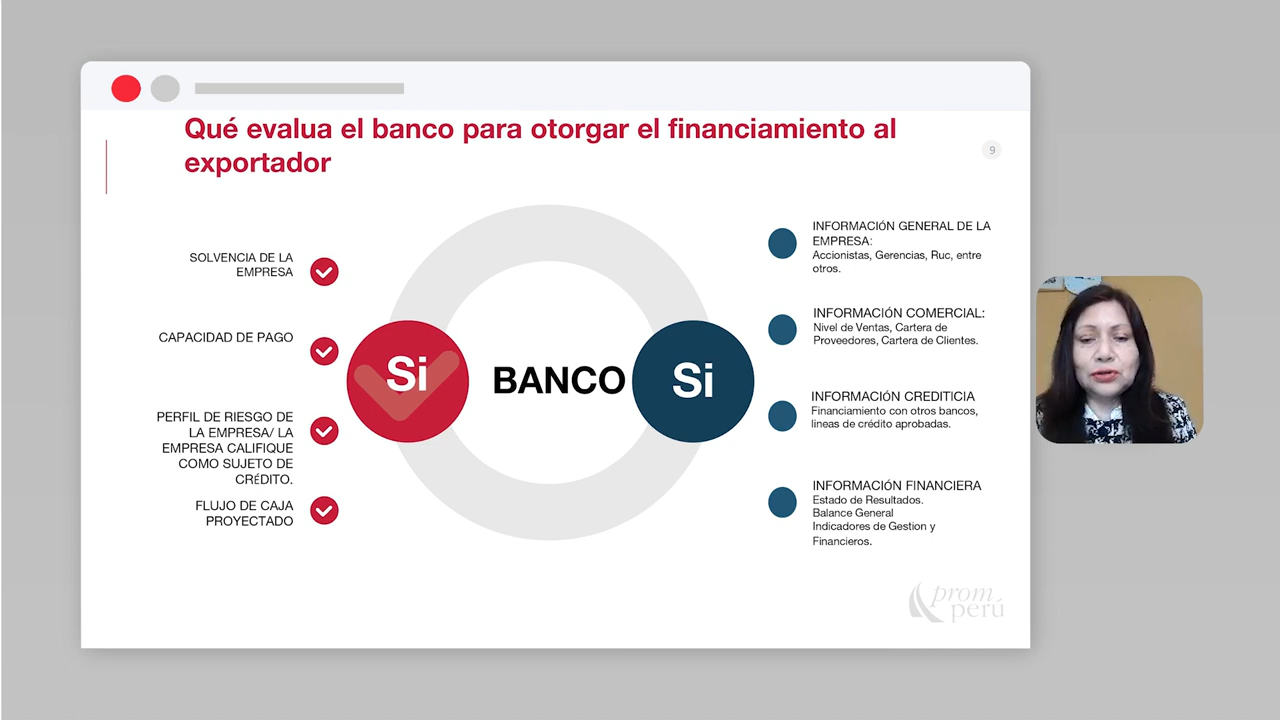 Qué evalua el banco para otorgar el financiamiento al
exportador
9
SOLVENCIA DE LA
EMPRESA
CAPACIDAD DE PAGO
PERFIL DE RIESGO DE
LA EMPRESA/ LA
EMPRESA CALIFIQUE
COMO SUJETO DE
CRÉDITO.
FLUJO DE CAJA
PROYECTADO
Si
BANCO
Si
INFORMACIÓN GENERAL DE LA
EMPRESA:
Accionistas, Gerencias, Ruc, entre
otros.
INFORMACIÓN COMERCIAL:
Nivel de Ventas, Cartera de
Proveedores, Cartera de Clientes.
INFORMACIÓN CREDITICIA
Financiamiento con otros bancos,
lineas de crédito aprobadas.
INFORMACIÓN FINANCIERA
Estado de Resultados.
Balance General
Indicadores de Gestion y
Financieros.
prom
perú